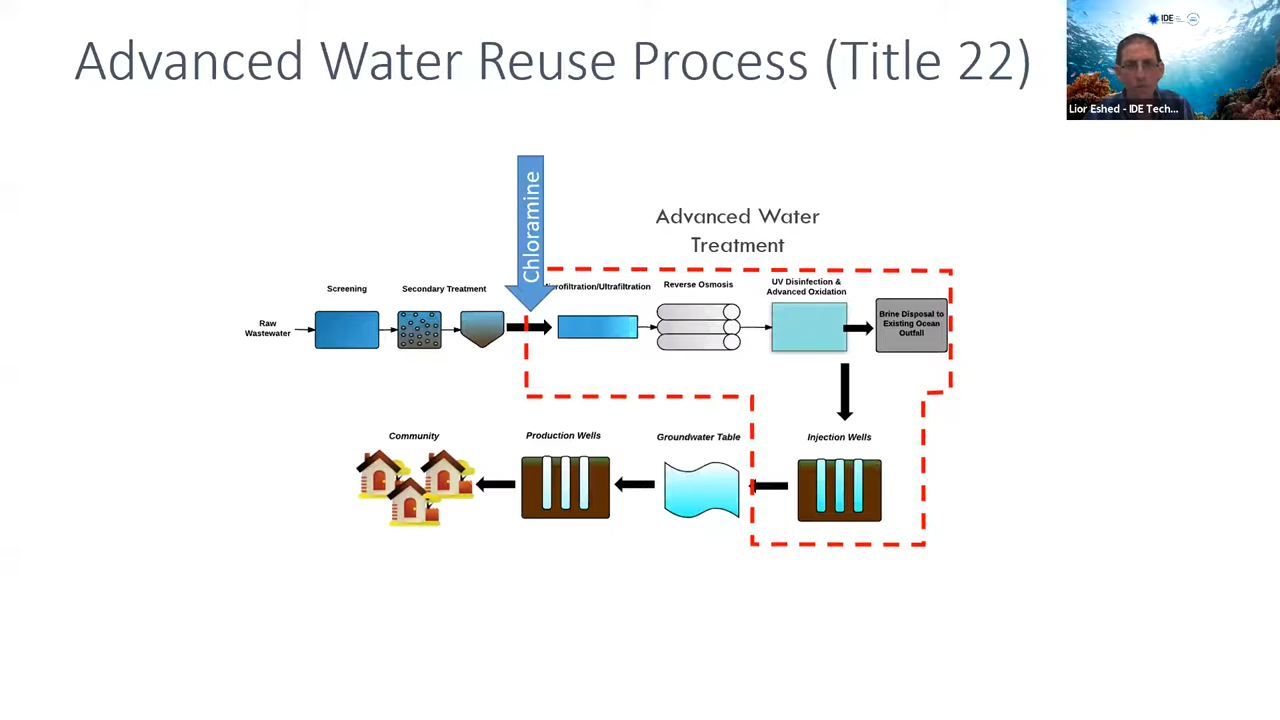 Advanced Water Reuse Process (Title 22)
IDE
Lior Eshed - IDE Tech...
Chloramine
Advanced Water
Treatment
Screening
Secondary Treatment
crofiltration/Ultrafiltration
Reverse Osmosis
UV Disinfection &
Advanced Oxidation
Raw
Wastewater
Brine Disposal to
Existing Ocean
Outfall
Community
Production Wells
Groundwater Table
Injection Wells